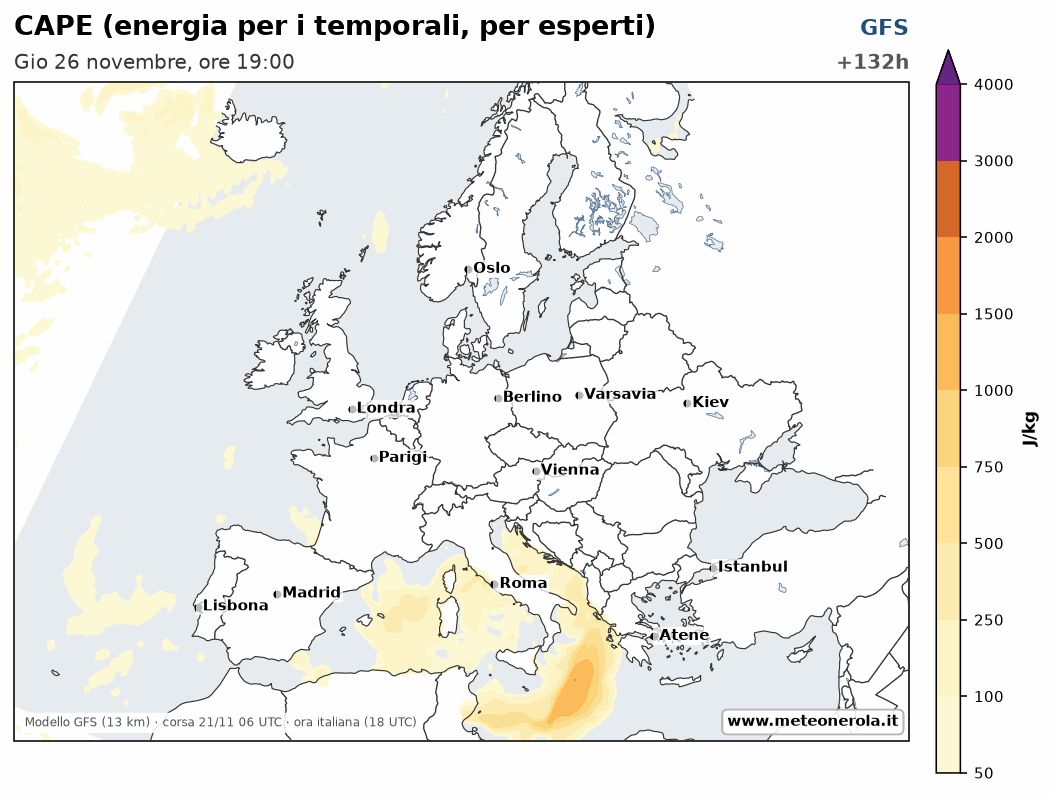 CAPE (energia per i temporali, per esperti)
GFS
Gio 26 novembre, ore 19:00
+132h
4000
3000
2000
1500
1000
750
500
250
100
50
J/kg
Oslo
Berlino
Varsavia
Kiev
Londra
Parigi
Vienna
Istanbul
Roma
Madrid
Lisbona
Atene
Modello GFS (13 km) · corsa 21/11 06 UTC · ora italiana (18 UTC)
www.meteonerola.it